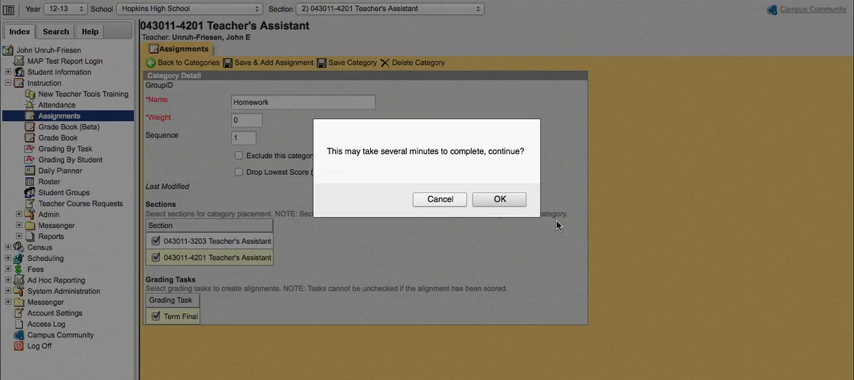 Year 12-13 School Hopkins High School Section 2) 043011-4201 Teacher's Assistant Campus Community
Index Search Help
John Unruh-Friesen
MAP Test Report Login
Student Information
Instruction
New Teacher Tools Training
Attendance
Assignments
Grade Book (Beta)
Grade Book
Grading By Task
Grading By Student
Daily Planner
Roster
Student Groups
Teacher Course Requests
Admin
Messenger
Reports
Census
Scheduling
Fees
Ad Hoc Reporting
System Administration
Messenger
Account Settings
Access Log
Campus Community
Log Off
043011-4201 Teacher's Assistant
Teacher: Unruh-Friesen, John E
Assignments
Back to Categories Save & Add Assignment Save Category Delete Category
Category Detail
GroupID
*Name Homework
*Weight 0
Sequence 1
Exclude this category
Drop Lowest Score (
Last Modified
Sections
Select sections for category placement. NOTE: Sec category.
Section
043011-3203 Teacher's Assistant
043011-4201 Teacher's Assistant
Grading Tasks
Select grading tasks to create alignments. NOTE: Tasks cannot be unchecked if the alignment has been scored.
Grading Task
Term Final
This may take several minutes to complete, continue?
Cancel OK